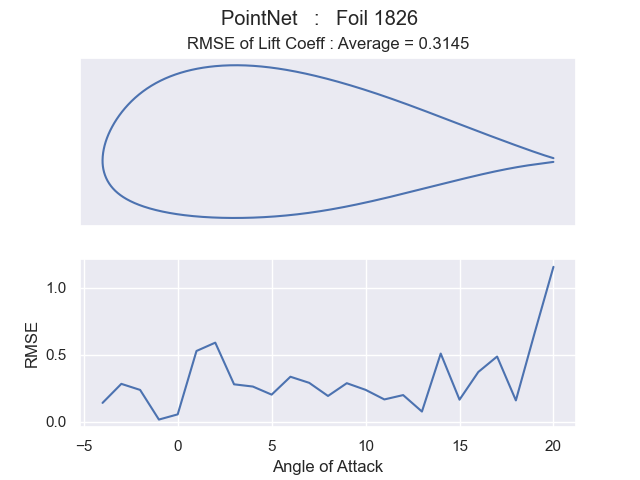 PointNet : Foil 1826
RMSE of Lift Coeff : Average = 0.3145
1.0
0.5
0.0
RMSE
−5 0 5 10 15 20
Angle of Attack